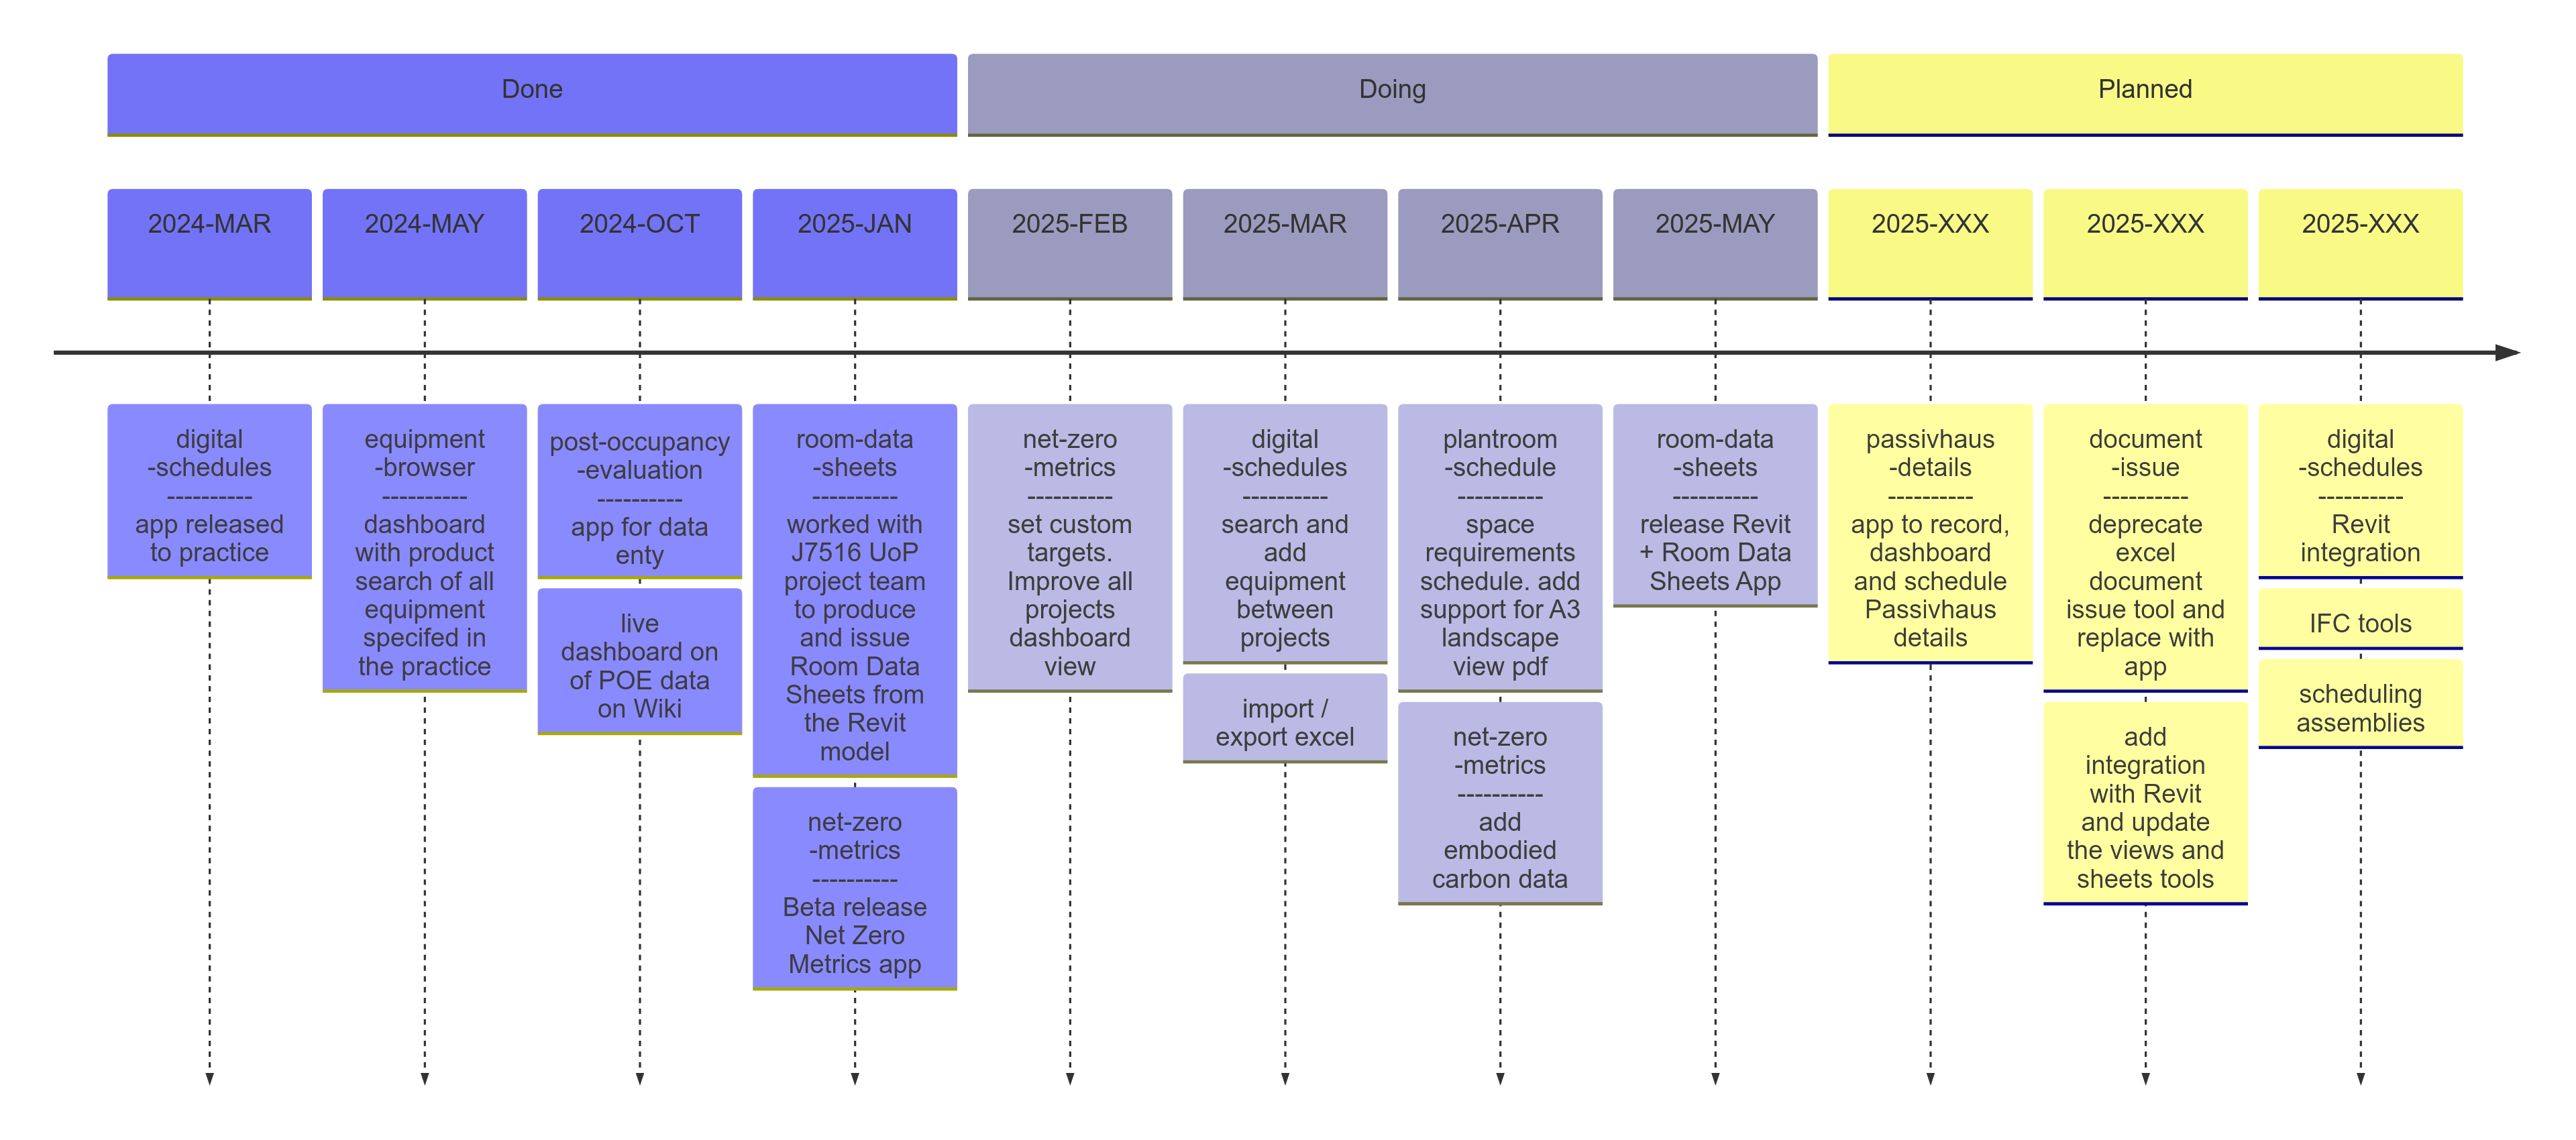 Done
Doing
Planned
2024-MAR
2024-MAY
2024-OCT
2025-JAN
2025-FEB
2025-MAR
2025-APR
2025-MAY
2025-XXX
2025-XXX
2025-XXX
digital
-schedules
----------
app released
to practice
equipment
-browser
----------
dashboard
with product
search of all
equipment
specifed in
the practice
post-occupancy
-evaluation
----------
app for data
enty
live
dashboard on
of POE data
on Wiki
room-data
-sheets
----------
worked with
J7516 UoP
project team
to produce
and issue
Room Data
Sheets from
the Revit
model
net-zero
-metrics
----------
Beta release
Net Zero
Metrics app
net-zero
-metrics
----------
set custom
targets.
Improve all
projects
dashboard
view
digital
-schedules
----------
search and
add
equipment
between
projects
import /
export excel
plantroom
-schedule
----------
space
requirements
schedule. add
support for A3
landscape
view pdf
net-zero
-metrics
----------
add
embodied
carbon data
room-data
-sheets
----------
release Revit
+ Room Data
Sheets App
passivhaus
-details
----------
app to record,
dashboard
and schedule
Passivhaus
details
document
-issue
----------
deprecate
excel
document
issue tool and
replace with
app
add
integration
with Revit
and update
the views and
sheets tools
digital
-schedules
----------
Revit
integration
IFC tools
scheduling
assemblies